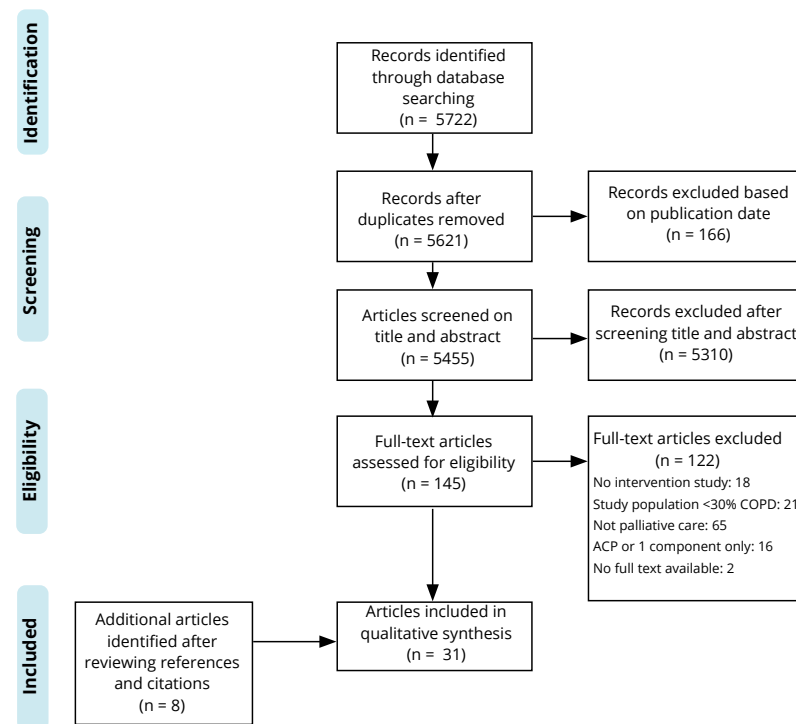 Identification
Records identified
through database
searching
(n = 5722)
Screening
Records after
duplicates removed
(n = 5621)
Records excluded based
on publication date
(n = 166)
Articles screened on
title and abstract
(n = 5455)
Records excluded after
screening title and abstract
(n = 5310)
Eligibility
Full-text articles
assessed for eligibility
(n = 145)
Full-text articles excluded
(n = 122)
No intervention study: 18
Study population <30% COPD: 21
Not palliative care: 65
ACP or 1 component only: 16
No full text available: 2
Included
Additional articles
identified after
reviewing references
and citations
(n = 8)
Articles included in
qualitative synthesis
(n = 31)